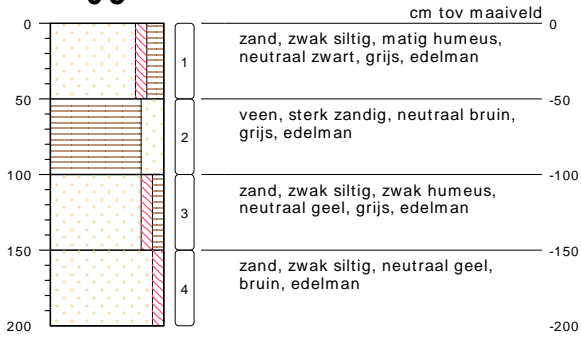 cm tov maaiveld
0
0
zand, zwak siltig, matig humeus,
neutraal zwart, grijs, edelman
1
50
-50
veen, sterk zandig, neutraal bruin,
grijs, edelman
2
100
-100
zand, zwak siltig, zwak humeus,
neutraal geel, grijs, edelman
3
150
zand, zwak siltig, neutraal geel,
bruin, edelman
-150
4
200
-200